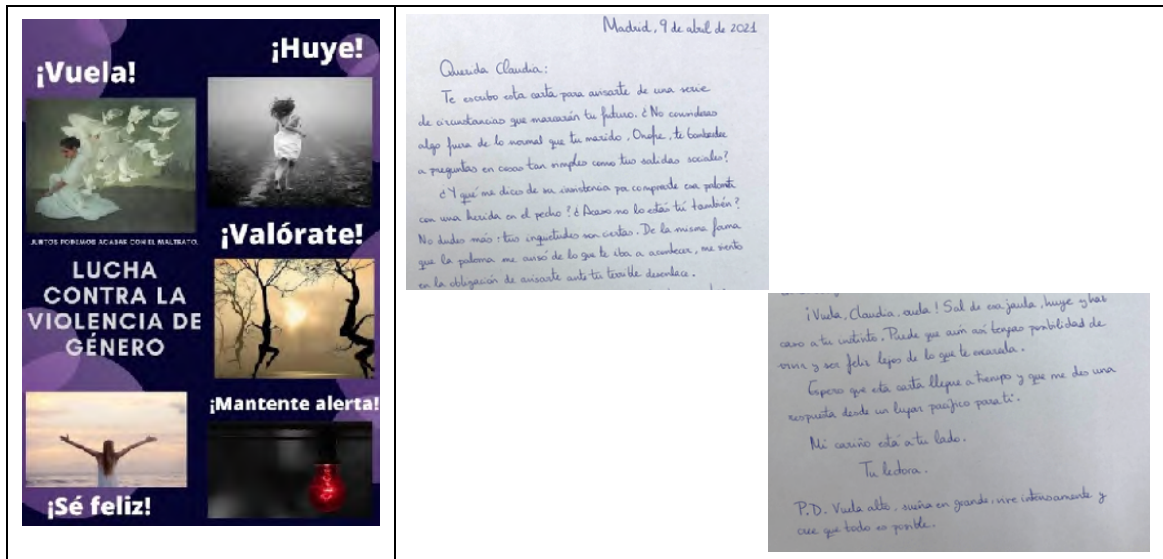 ¡Vuela!
¡Huye!
JUNTOS PODEMOS ACABAR CON EL MALTRATO.
¡Valórate!
LUCHA
CONTRA LA
VIOLENCIA DE
GÉNERO
¡Mantente alerta!
¡Sé feliz!
Madrid, 9 de abril de 2021
Querida Claudia:
Te escribo esta carta para avisarte de una serie
de circunstancias que marcarán tu futuro. ¿No consideras
algo fuera de lo normal que tu marido, Onofre, te bombardee
a preguntas en cosas tan simples como tus salidas sociales?
¿Y qué me dices de su insistencia por comprarle esa paloma
con una herida en el pecho? ¿Acaso no lo estás tú también?
No dudes más: tus inquietudes son ciertas. De la misma forma
que la paloma me avisó de lo que te iba a acontecer, me siento
en la obligación de avisarte ante tu terrible desenlace.
¡Vuela, Claudia, vuela! Sal de esa jaula, huye y haz
caso a tu instinto. Puede que aún así tengas posibilidad de
vivir y ser feliz lejos de lo que te encarcela.
Espero que esta carta llegue a tiempo y que me des una
respuesta desde un lugar pacífico para ti.
Mi cariño está a tu lado.
Tu lectora.
P.D. Vuela alto, sueña en grande, vive intensamente y
cree que todo es posible.